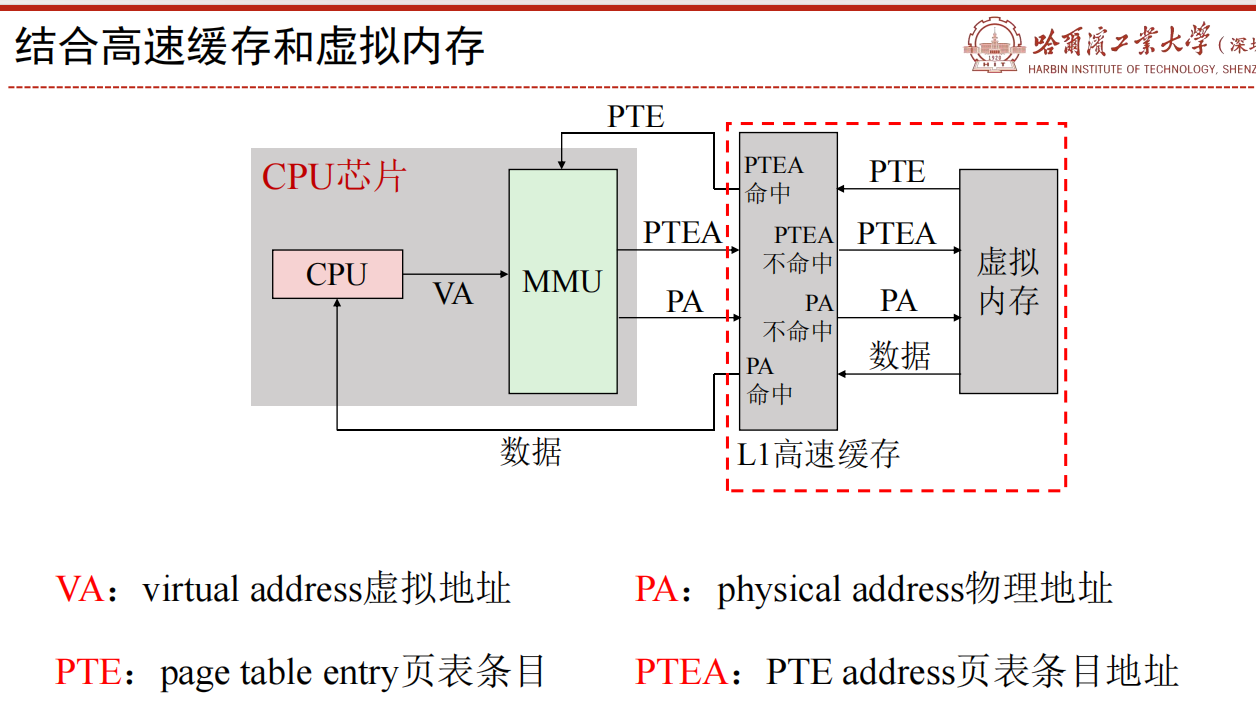 结合高速缓存和虚拟内存
哈爾濱工業大學(深圳
HARBIN INSTITUTE OF TECHNOLOGY, SHENZ
1920
HIT
PTE
CPU芯片
PTEA
命中
PTE
PTEA
PTEA
不命中
PTEA
CPU
VA
MMU
虚拟
内存
PA
PA
不命中
PA
PA
命中
数据
数据
L1高速缓存
VA：virtual address虚拟地址
PA：physical address物理地址
PTE：page table entry页表条目
PTEA：PTE address页表条目地址